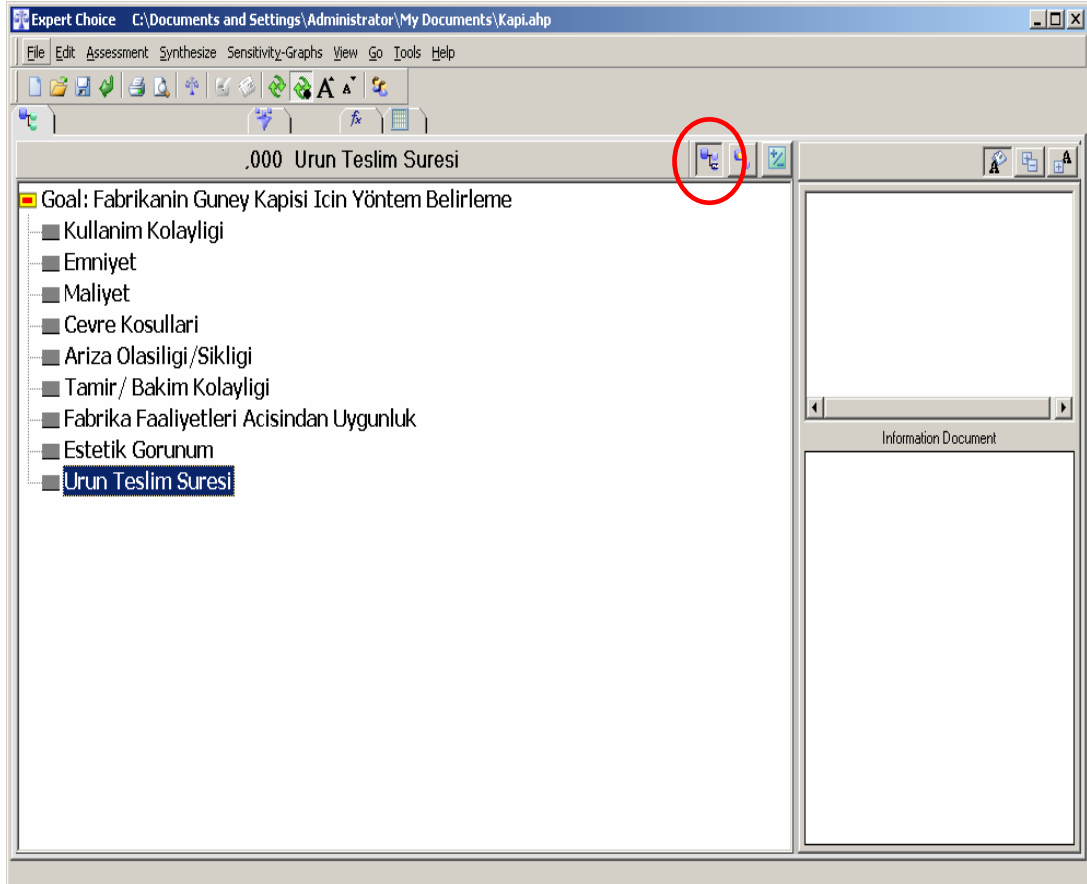 Expert Choice C:\Documents and Settings\Administrator\My Documents\Kapi.ahp
File Edit Assessment Synthesize Sensitivity-Graphs View Go Tools Help
,000 Urun Teslim Suresi
Goal: Fabrikanin Guney Kapisi Icin Yöntem Belirleme
Kullanim Kolayligi
Emniyet
Maliyet
Cevre Kosullari
Ariza Olasiligi/Sikligi
Tamir/ Bakim Kolayligi
Fabrika Faaliyetleri Acisindan Uygunluk
Estetik Gorunum
Urun Teslim Suresi
Information Document